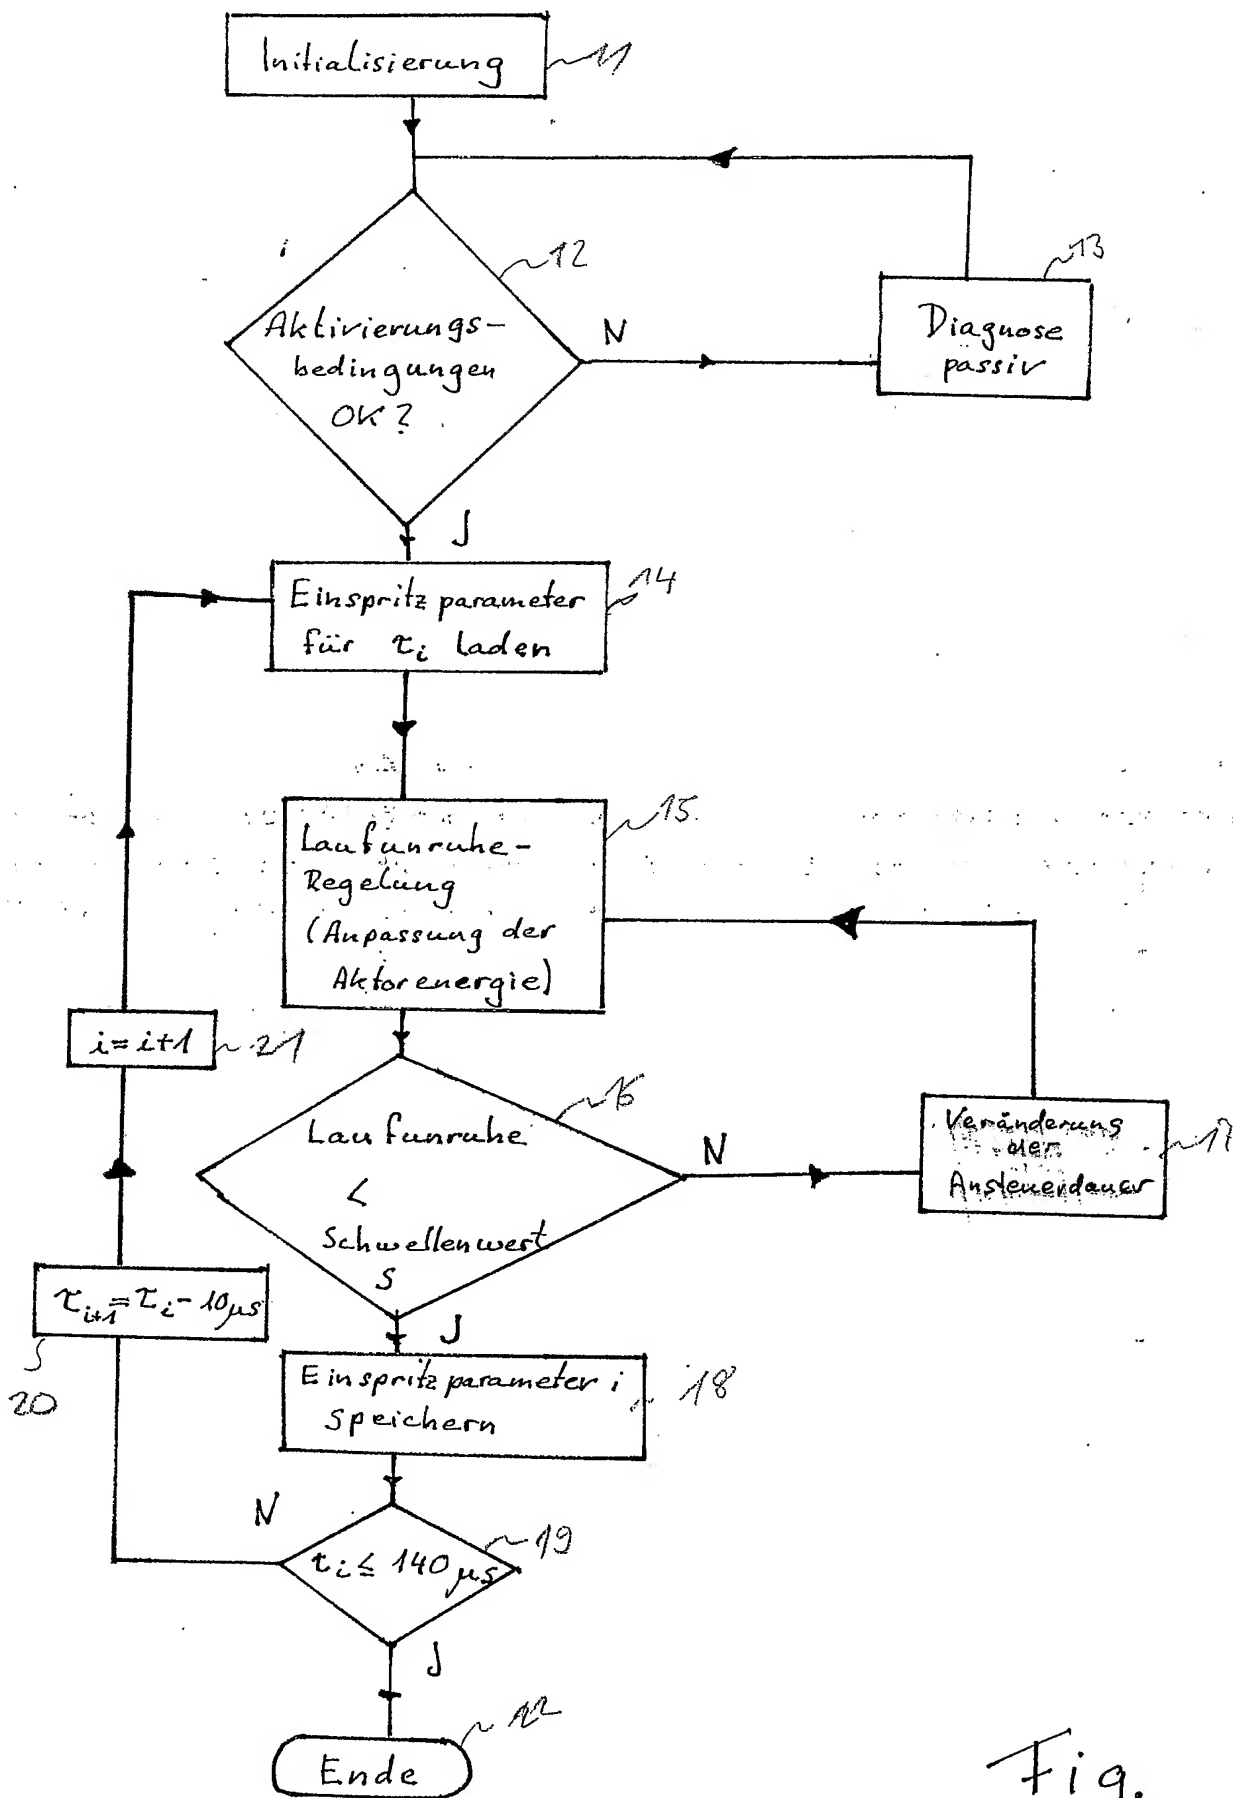 Initialisierung
11
12
13
Aktivierungs-
bedingungen
OK?
N
Diagnose
passiv
J
14
Einspritzparameter
für τi laden
15
Laufunruhe-
Regelung
(Anpassung der
Aktorenergie)
i=i+1
21
16
Laufunruhe
<
Schwellenwert
S
N
Veränderung
der
Ansteuerdauer
17
τi+1=τi-10μs
20
J
Einspritzparameter i
speichern
18
N
19
τi≤140μs
J
22
Ende
Fig.